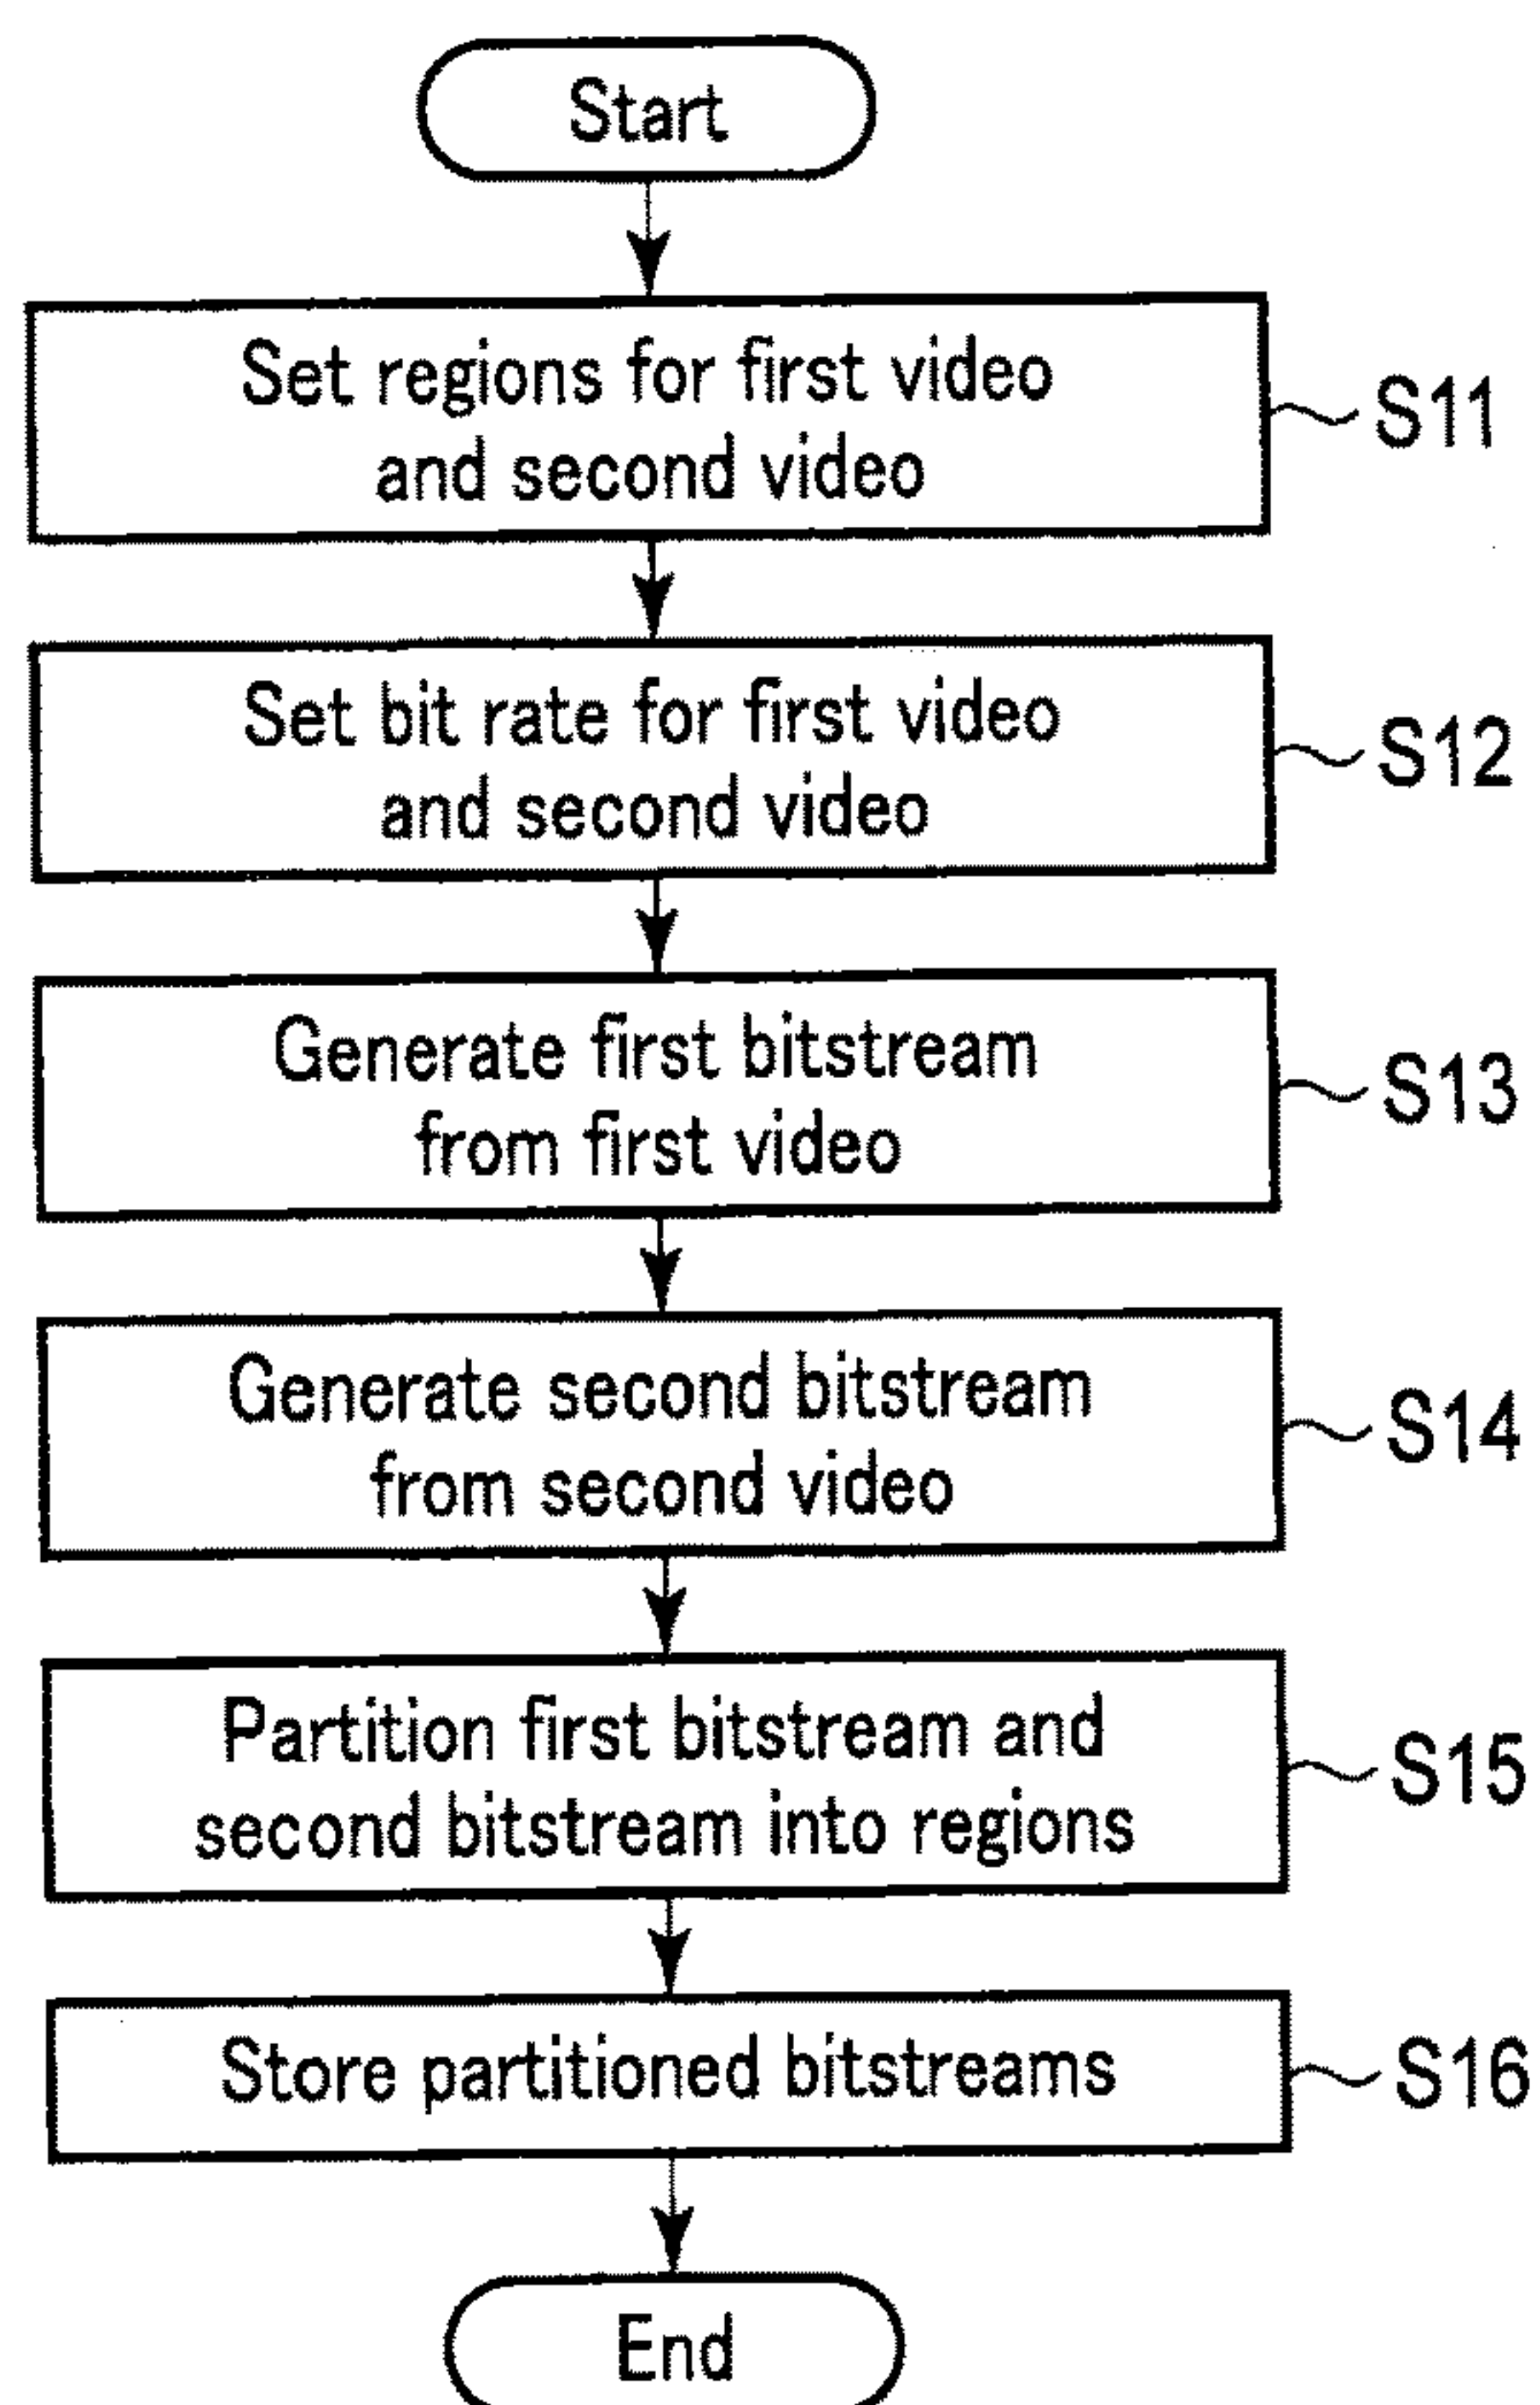 Start
Set regions for first video
and second video
S11
Set bit rate for first video
and second video
S12
Generate first bitstream
from first video
S13
Generate second bitstream
from second video
S14
Partition first bitstream and
second bitstream into regions
S15
Store partitioned bitstreams
S16
End